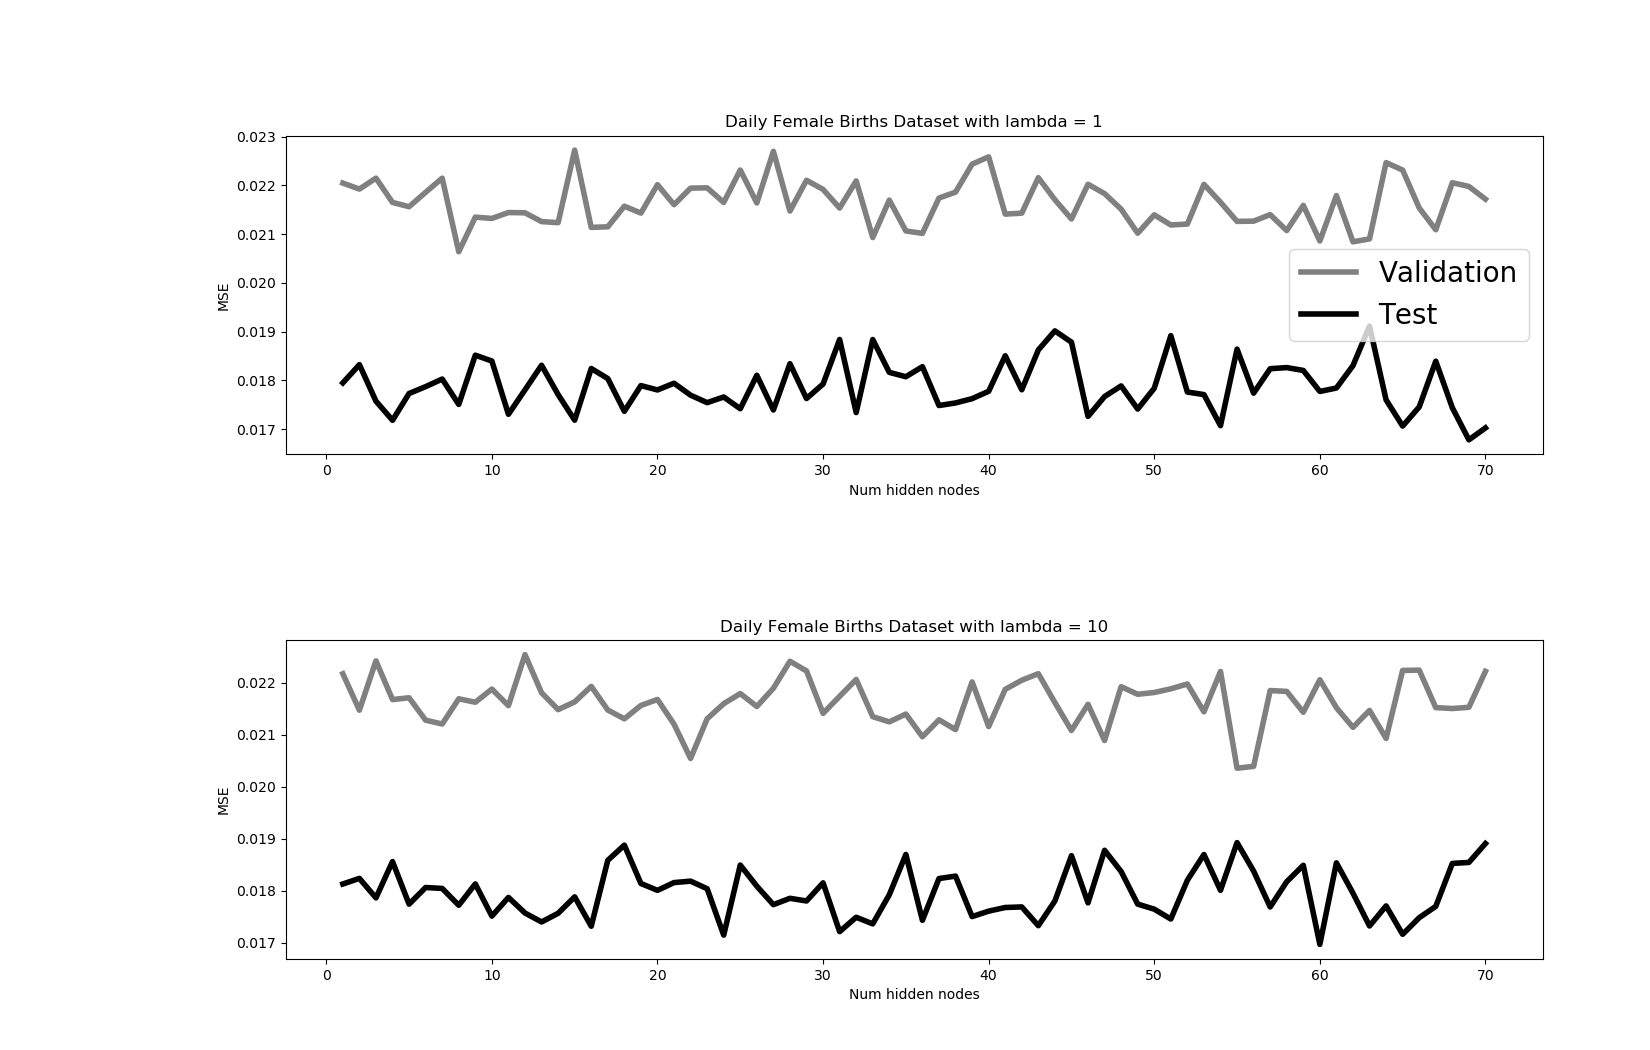 Daily Female Births Dataset with lambda = 1
0.023
0.022
0.021
0.020
0.019
0.018
0.017
MSE
Validation
Test
0 10 20 30 40 50 60 70
Num hidden nodes
Daily Female Births Dataset with lambda = 10
0.022
0.021
0.020
0.019
0.018
0.017
MSE
0 10 20 30 40 50 60 70
Num hidden nodes